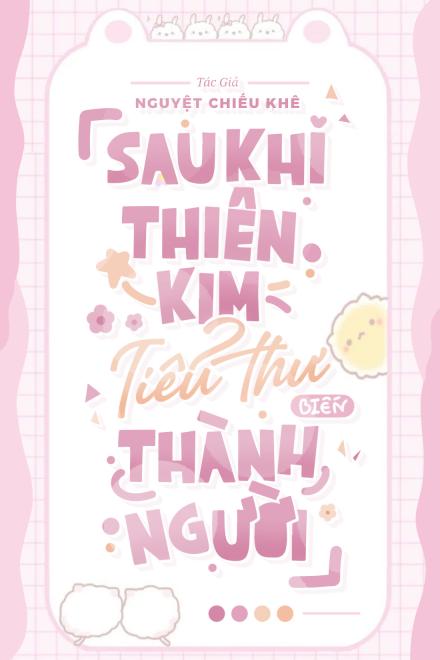 Tác Giả
NGUYỆT CHIẾU KHÊ
SAU KHI
THIÊN
KIM
Tiểu thư
BIẾN
THÀNH
NGƯỜI